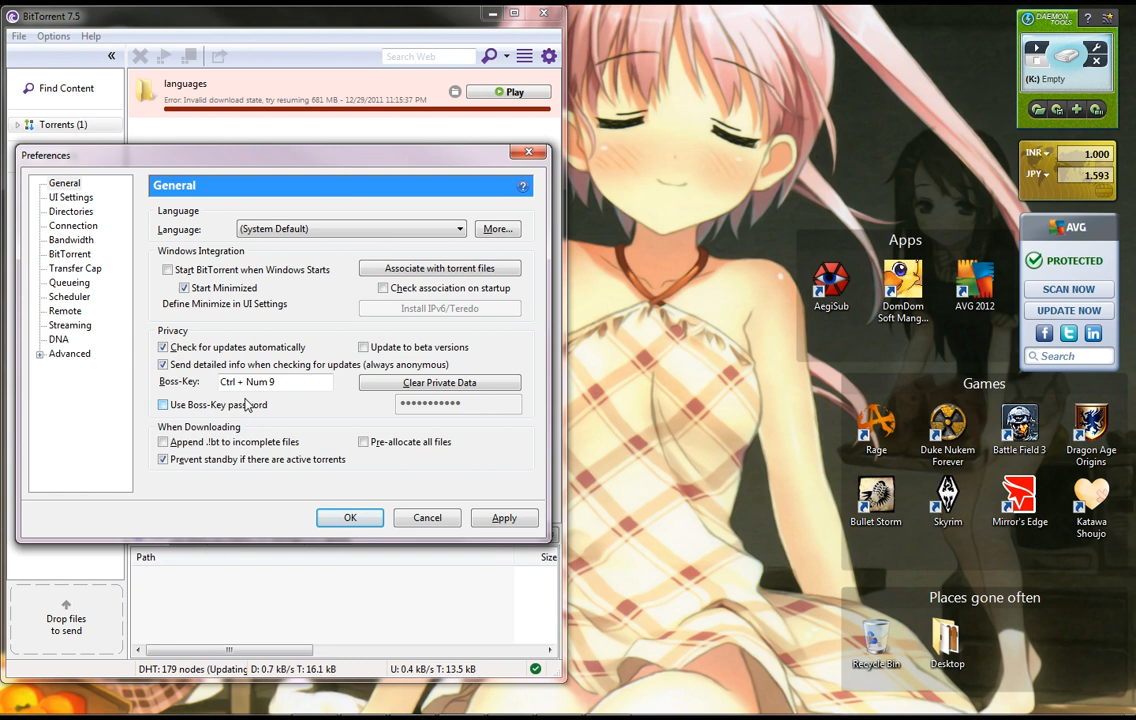 BitTorrent 7.5
File Options Help
Search Web
Find Content
Torrents (1)
languages
Error: Invalid download state, try resuming 681 MB - 12/29/2011 11:15:37 PM
Play
Preferences
General
UI Settings
Directories
Connection
Bandwidth
BitTorrent
Transfer Cap
Queueing
Scheduler
Remote
Streaming
DNA
Advanced
General
Language
Language: (System Default) More...
Windows Integration
Start BitTorrent when Windows Starts Associate with torrent files
Start Minimized Check association on startup
Define Minimize in UI Settings Install IPv6/Teredo
Privacy
Check for updates automatically Update to beta versions
Send detailed info when checking for updates (always anonymous)
Boss-Key: Ctrl + Num 9 Clear Private Data
Use Boss-Key password
When Downloading
Append .!bt to incomplete files Pre-allocate all files
Prevent standby if there are active torrents
OK Cancel Apply
Path Size
Drop files
to send
DHT: 179 nodes (Updating D: 0.7 kB/s T: 16.1 kB U: 0.4 kB/s T: 13.5 kB
DAEMON
TOOLS
(K:) Empty
INR 1.000
JPY 1.593
AVG
PROTECTED
SCAN NOW
UPDATE NOW
Search
Apps
AegiSub
DomDom
Soft Mang...
AVG 2012
Games
Rage
Duke Nukem
Forever
Battle Field 3
Dragon Age
Origins
Bullet Storm
Skyrim
Mirror's Edge
Katawa
Shoujo
Places gone often
Recycle Bin
Desktop